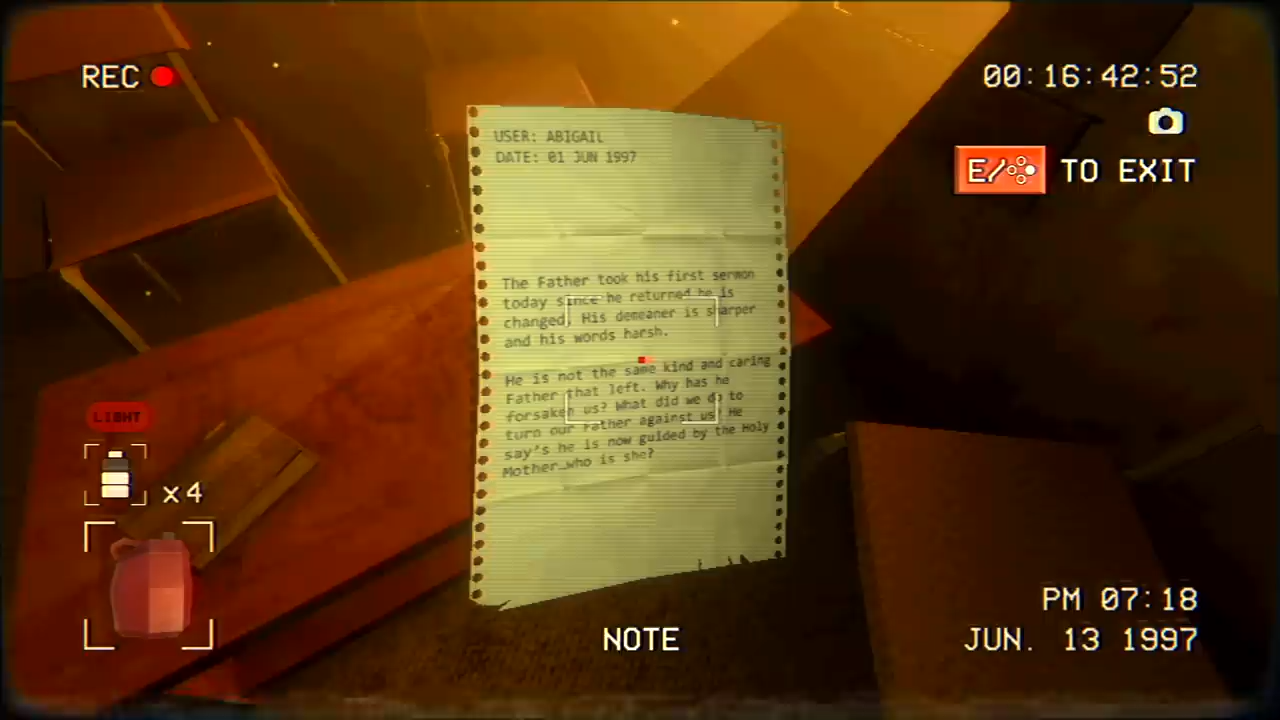 REC
00:16:42:52
E/ TO EXIT
USER: ABIGAIL
DATE: 01 JUN 1997
The Father took his first sermon
today since he returned he is
changed. His demeaner is sharper
and his words harsh.
He is not the same kind and caring
Father that left. Why has he
forsaken us? What did we do to
turn our Father against us? He
say's he is now guided by the Holy
Mother…who is she?
LIGHT
x4
PM 07:18
JUN. 13 1997
NOTE